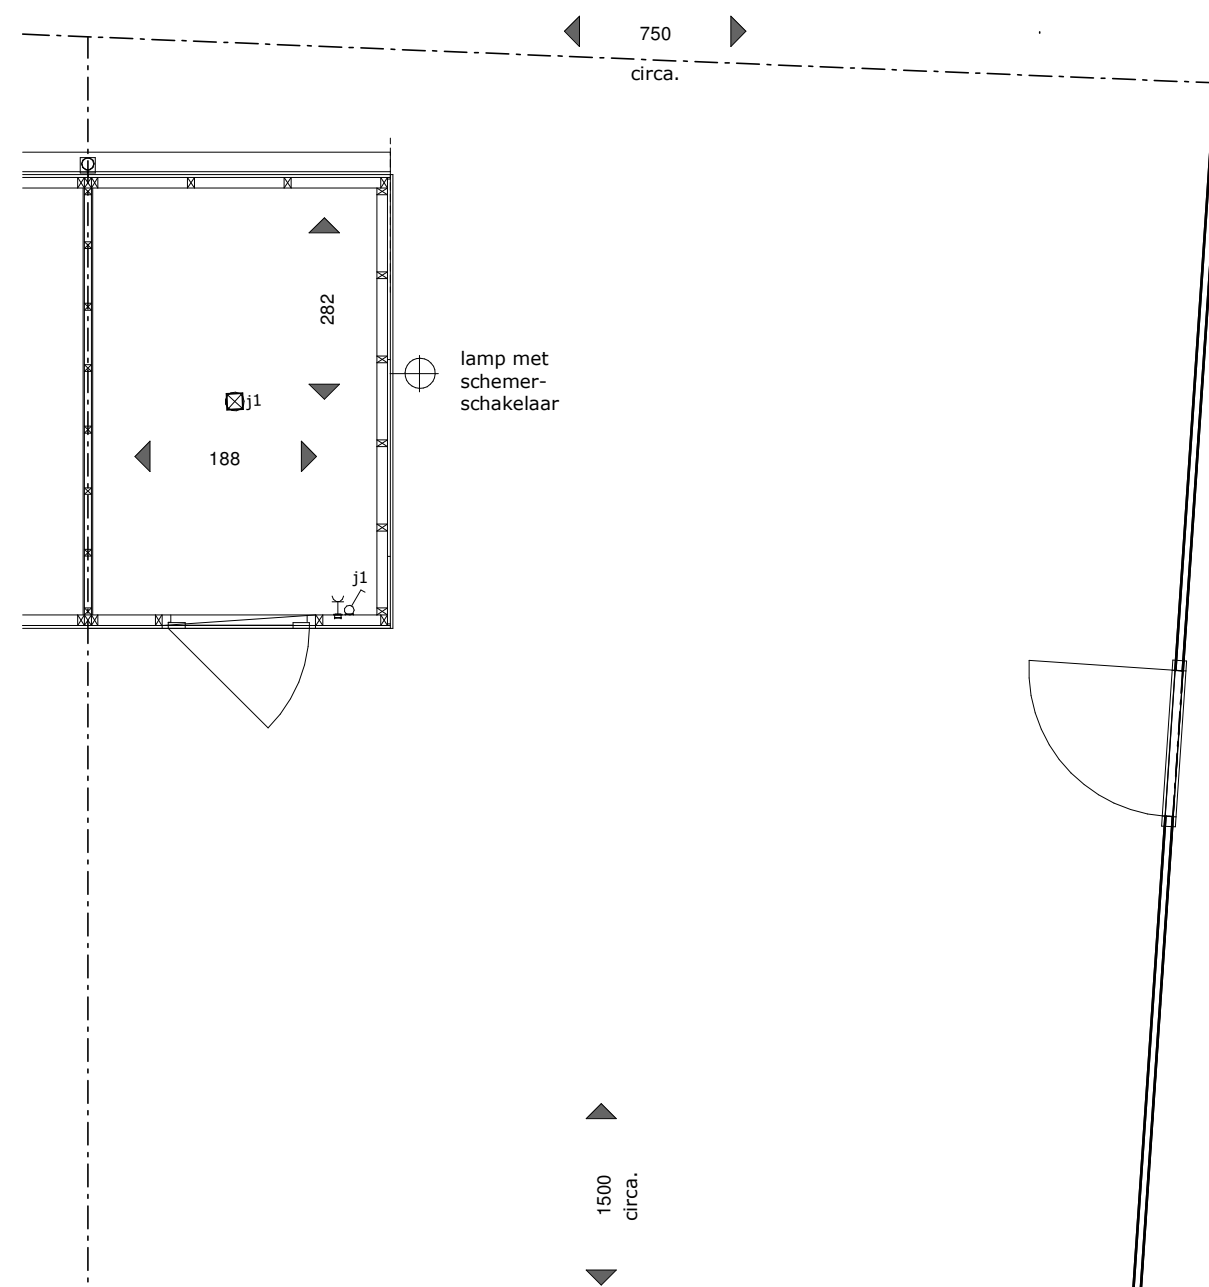 750
circa.
282
lamp met
schemer-
schakelaar
j1
188
j1
1500
circa.